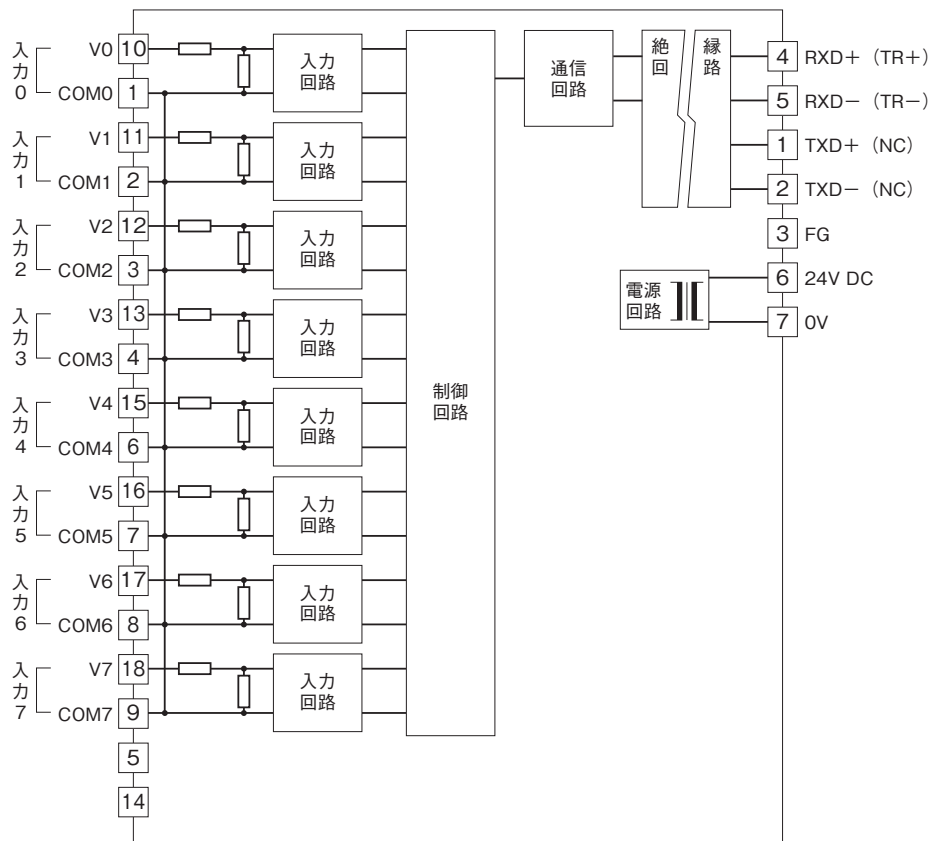 入力0
V0 10
COM0 1
入力回路
入力1
V1 11
COM1 2
入力回路
入力2
V2 12
COM2 3
入力回路
入力3
V3 13
COM3 4
入力回路
入力4
V4 15
COM4 6
入力回路
入力5
V5 16
COM5 7
入力回路
入力6
V6 17
COM6 8
入力回路
入力7
V7 18
COM7 9
入力回路
5
14
制御
回路
通信
回路
絶縁
回路
4 RXD+（TR+）
5 RXD−（TR−）
1 TXD+（NC）
2 TXD−（NC）
3 FG
電源
回路
6 24V DC
7 0V